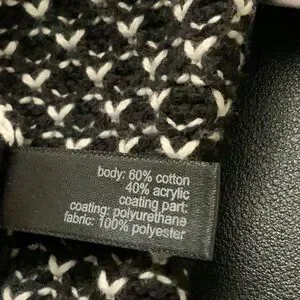 body: 60% cotton
40% acrylic
coating part:
coating: polyurethane
fabric: 100% polyester